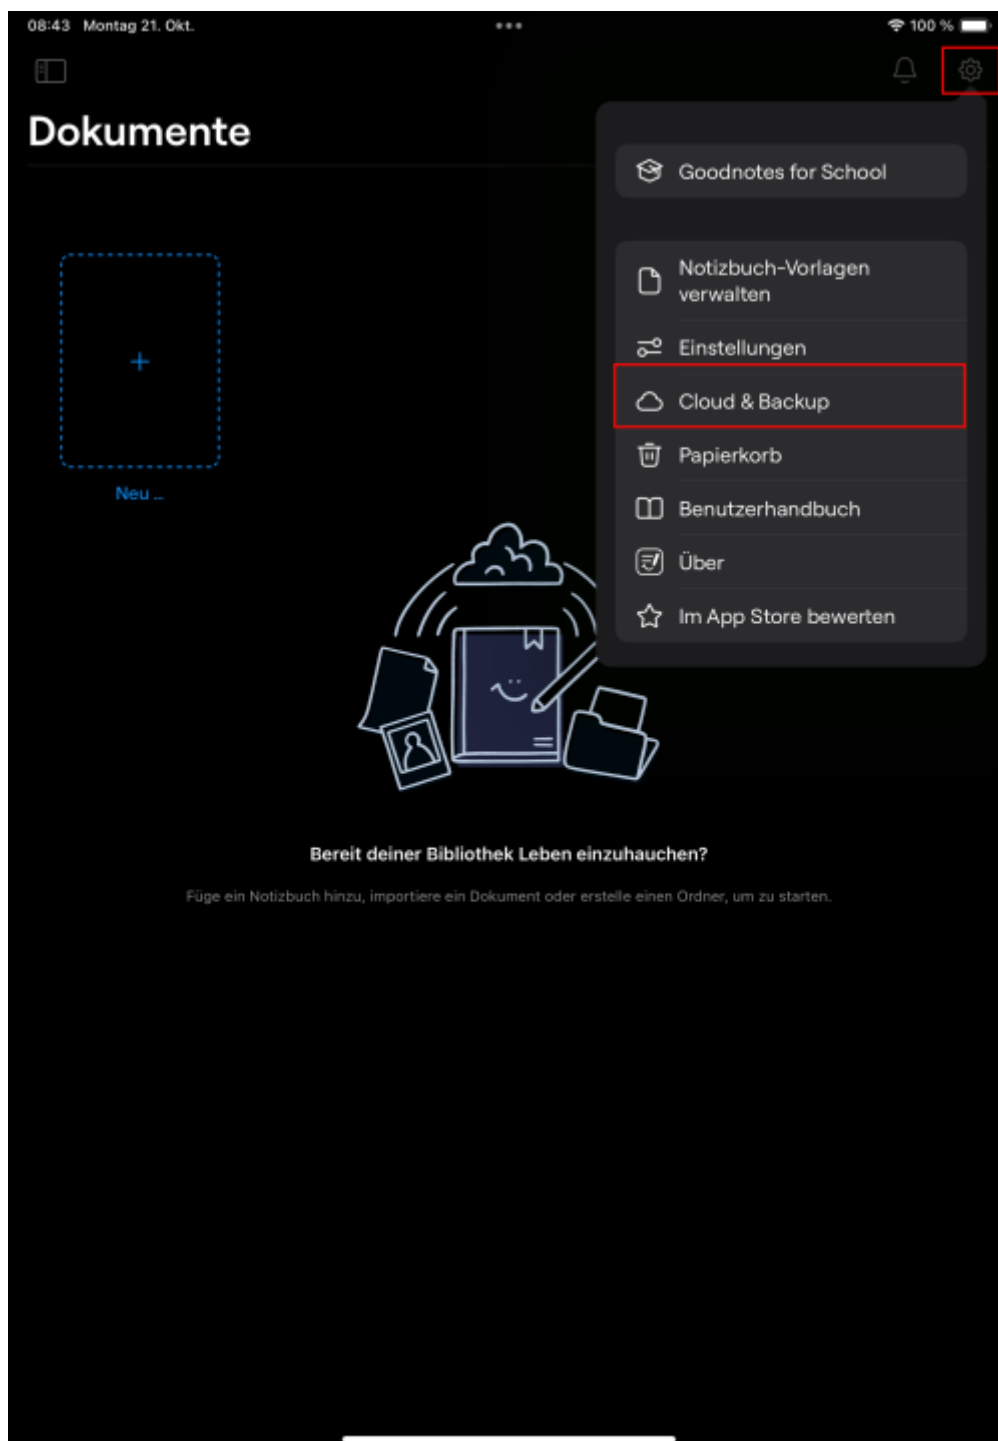 08:43 Montag 21. Okt.
100 %
Dokumente
Goodnotes for School
Notizbuch-Vorlagen
verwalten
Einstellungen
Cloud & Backup
Papierkorb
Benutzerhandbuch
Über
Im App Store bewerten
Neu ...
Bereit deiner Bibliothek Leben einzuhauchen?
Füge ein Notizbuch hinzu, importiere ein Dokument oder erstelle einen Ordner, um zu starten.